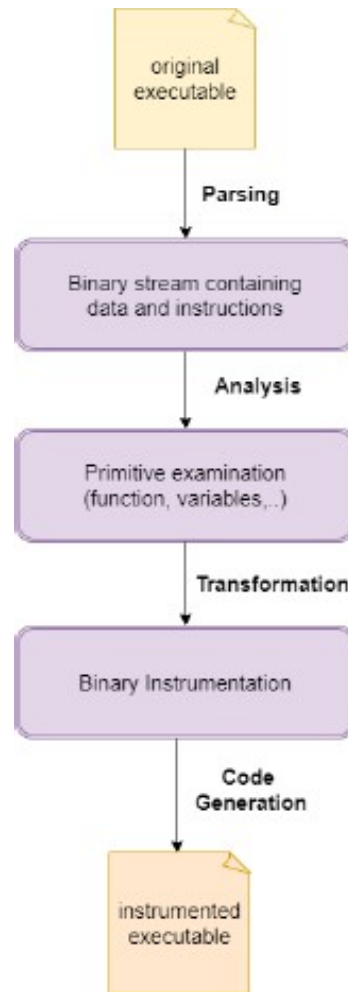 original
executable
Parsing
Binary stream containing
data and instructions
Analysis
Primitive examination
(function, variables,..)
Transformation
Binary Instrumentation
Code
Generation
instrumented
executable